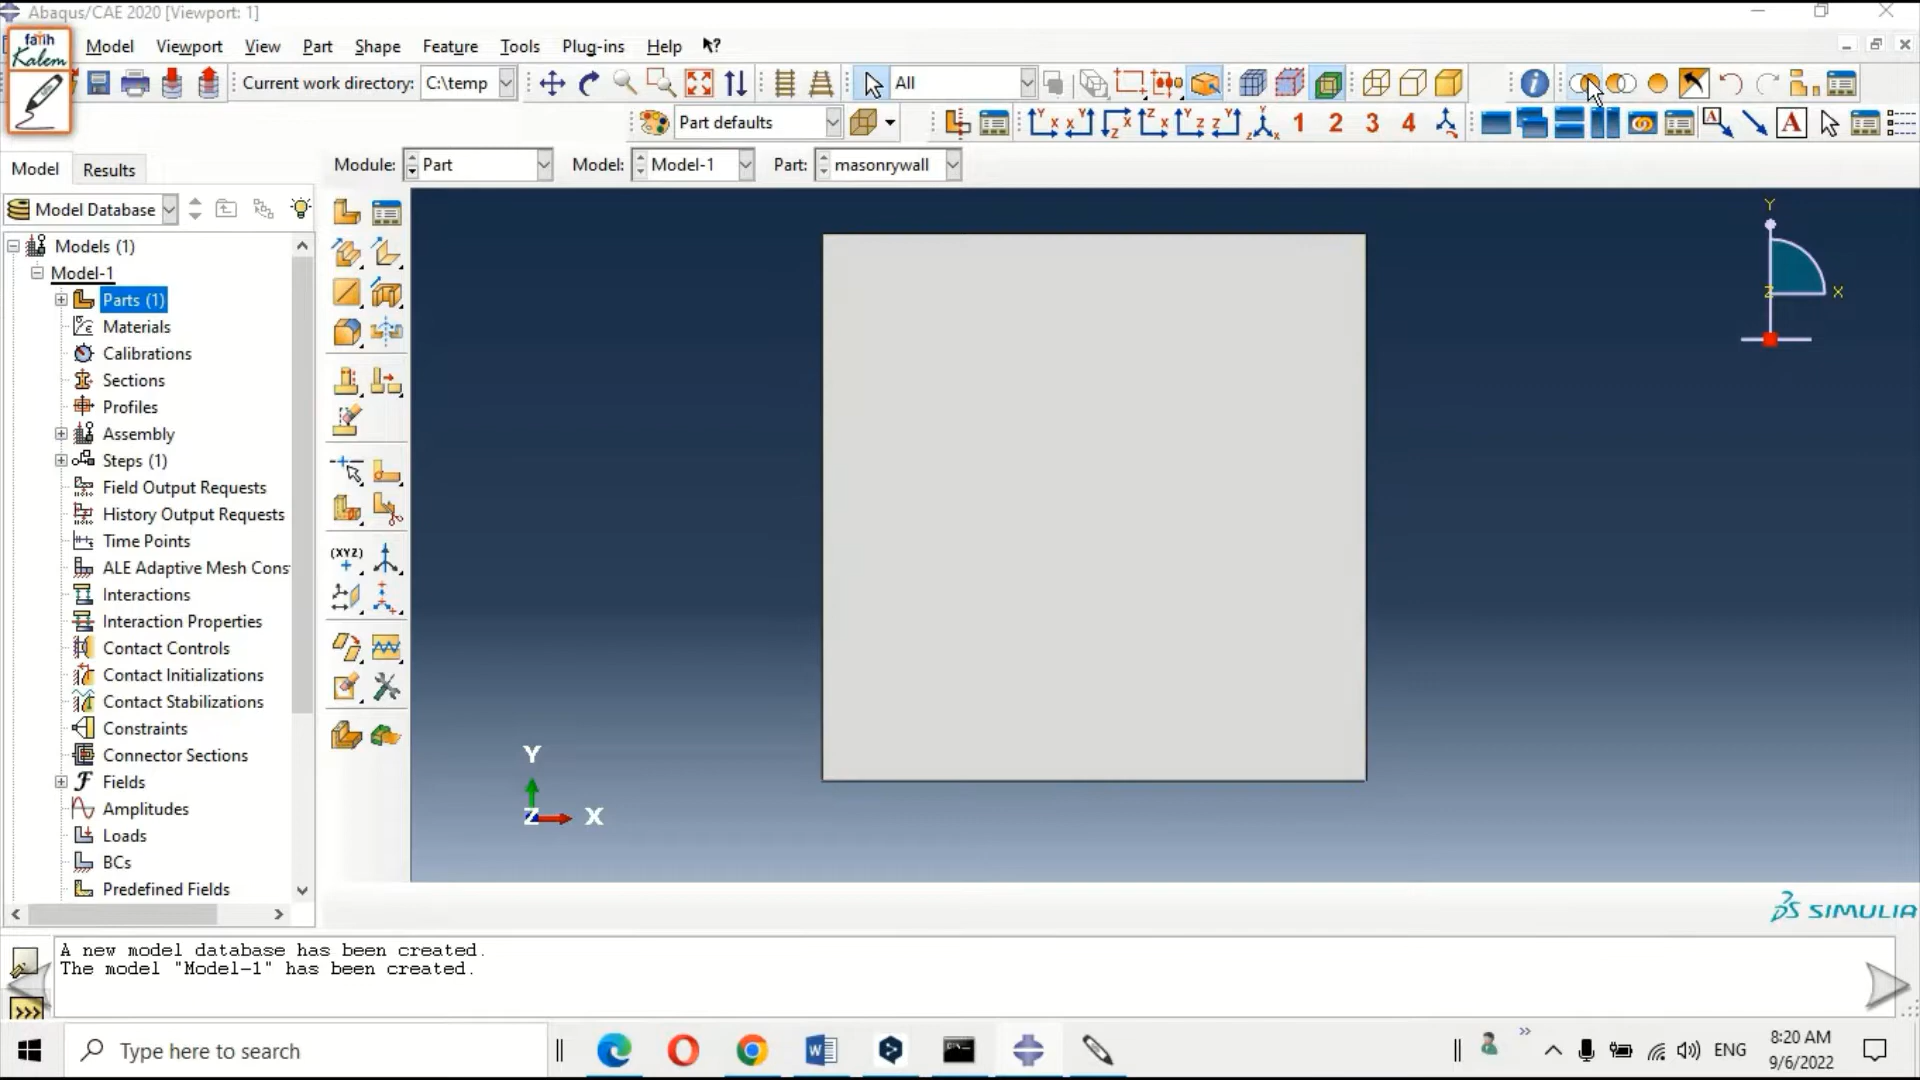 Abaqus/CAE 2020 [Viewport: 1]
fatih
Kalem
Model Viewport View Part Shape Feature Tools Plug-ins Help
Current work directory: C:\temp
All
Part defaults
1 2 3 4
Module: Part Model: Model-1 Part: masonrywall
Model Results
Model Database
Models (1)
Model-1
Parts (1)
Materials
Calibrations
Sections
Profiles
Assembly
Steps (1)
Field Output Requests
History Output Requests
Time Points
ALE Adaptive Mesh Cons
Interactions
Interaction Properties
Contact Controls
Contact Initializations
Contact Stabilizations
Constraints
Connector Sections
Fields
Amplitudes
Loads
BCs
Predefined Fields
(XYZ)
Y
Z X
Y
Z X
SIMULIA
A new model database has been created.
The model "Model-1" has been created.
>>>
Type here to search
ENG
8:20 AM
9/6/2022